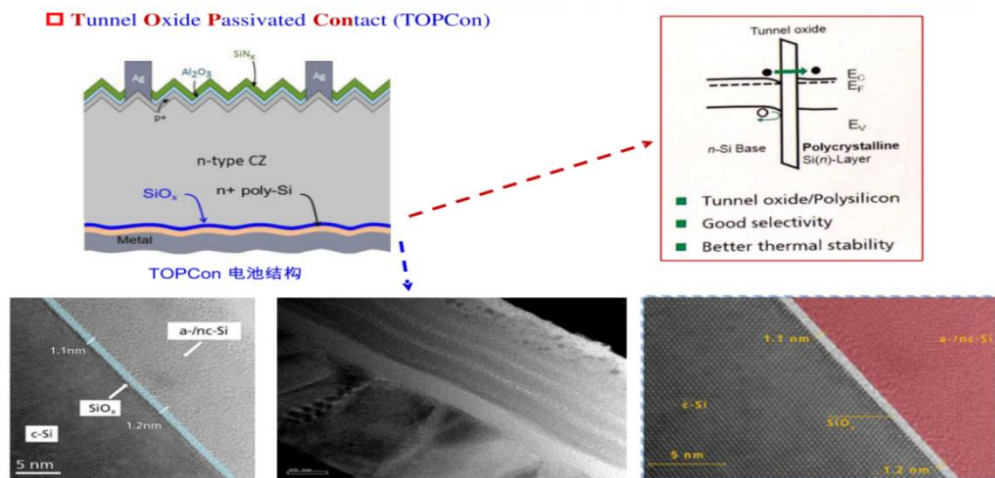 Tunnel Oxide Passivated Contact (TOPCon)
Ag
Al₂O₃
SiNₓ
Ag
p+
n-type CZ
SiOₓ
n+ poly-Si
Metal
TOPCon 电池结构
Tunnel oxide
E_C
E_F
E_V
n-Si Base
Polycrystalline
Si(n)-Layer
Tunnel oxide/Polysilicon
Good selectivity
Better thermal stability
a-/nc-Si
1.1nm
SiOₓ
1.2nm
c-Si
5 nm
1.1 nm
a-/nc-Si
c-Si
SiOₓ
5 nm
1.2 nm